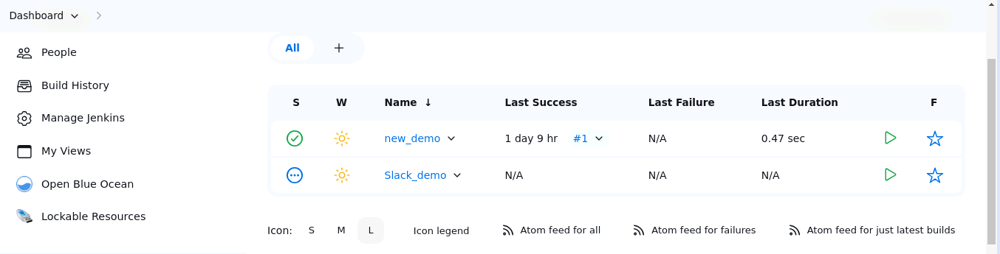 Dashboard
People
Build History
Manage Jenkins
My Views
Open Blue Ocean
Lockable Resources
All +
S W Name ↓ Last Success Last Failure Last Duration F
new_demo 1 day 9 hr #1 N/A 0.47 sec
Slack_demo N/A N/A N/A
Icon: S M L Icon legend Atom feed for all Atom feed for failures Atom feed for just latest builds